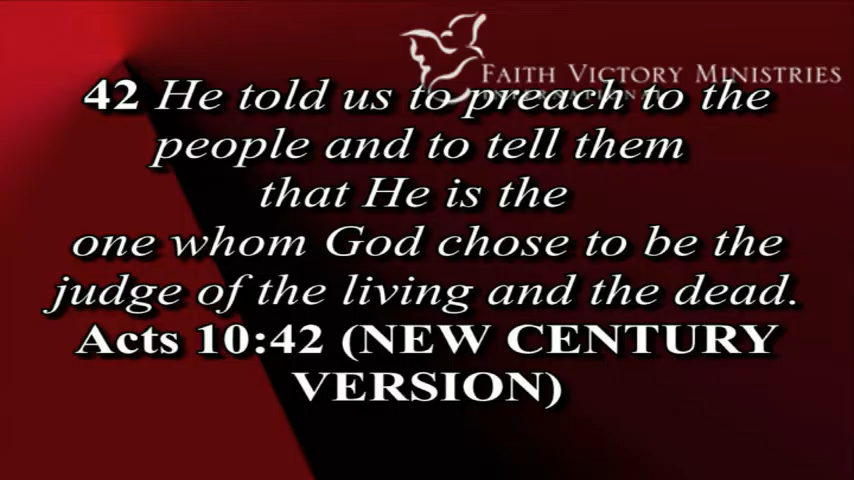 FAITH VICTORY MINISTRIES
INTERNATIONAL
42 He told us to preach to the
people and to tell them
that He is the
one whom God chose to be the
judge of the living and the dead.
Acts 10:42 (NEW CENTURY
VERSION)